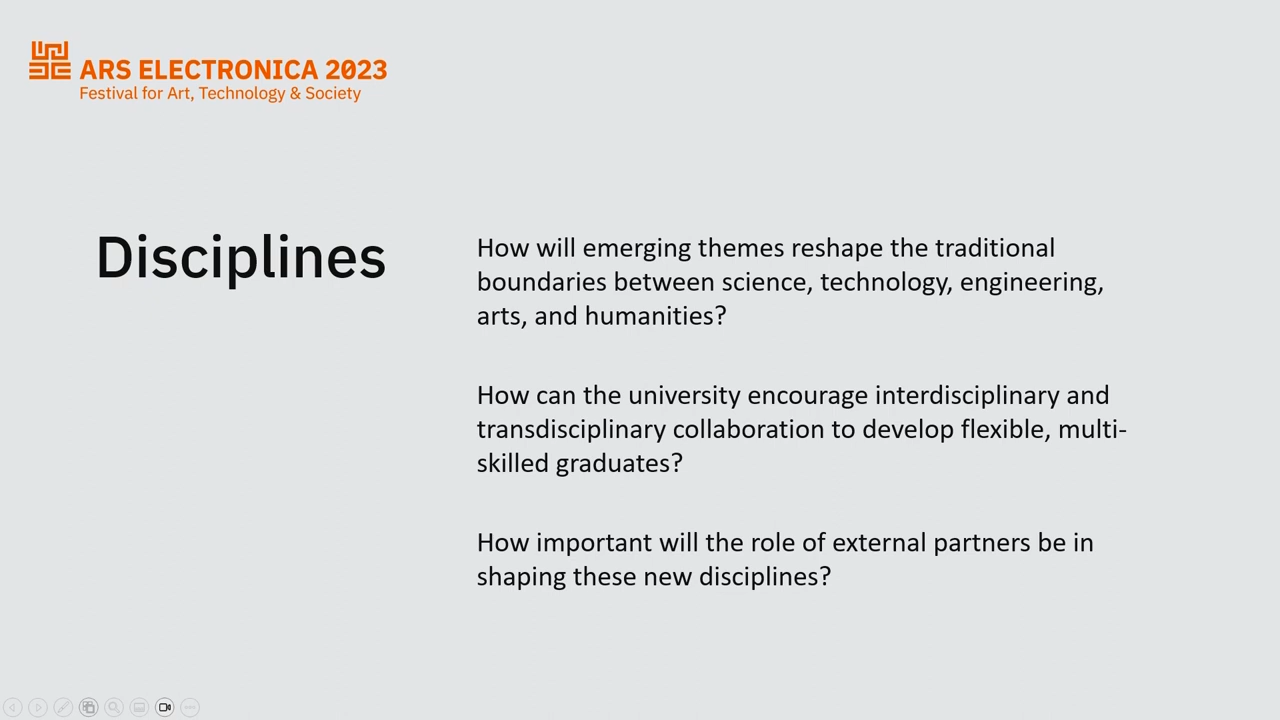 ARS ELECTRONICA 2023
Festival for Art, Technology & Society
Disciplines
How will emerging themes reshape the traditional
boundaries between science, technology, engineering,
arts, and humanities?
How can the university encourage interdisciplinary and
transdisciplinary collaboration to develop flexible, multi-
skilled graduates?
How important will the role of external partners be in
shaping these new disciplines?